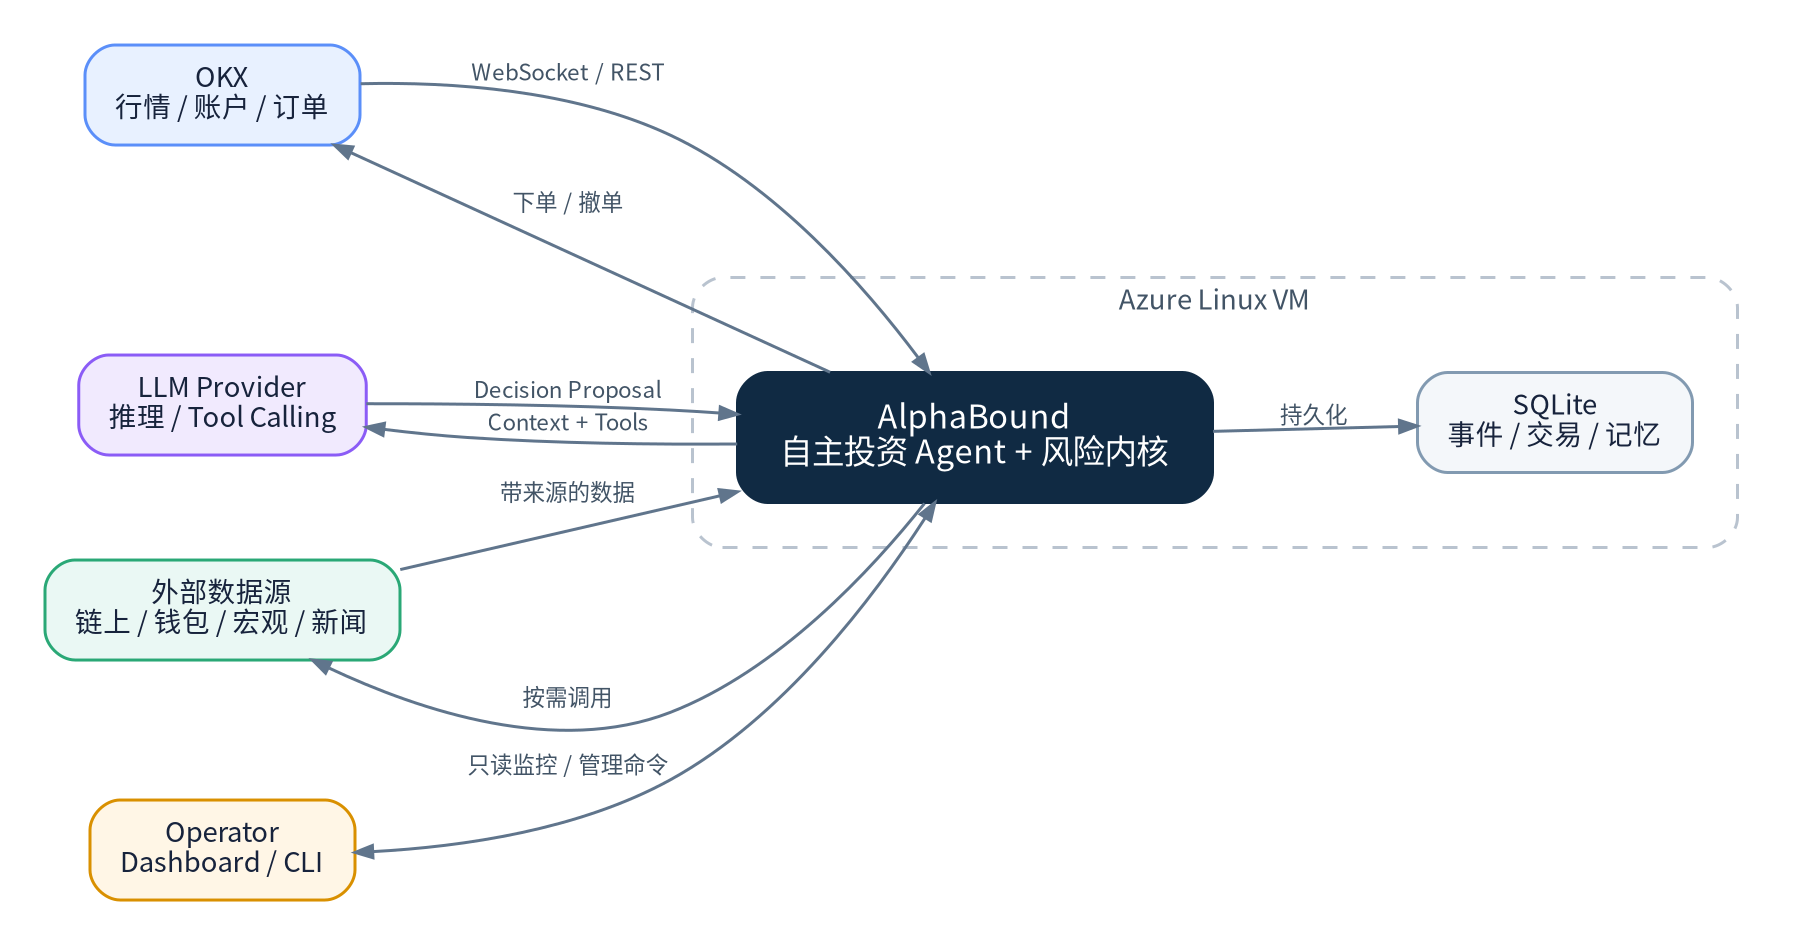 OKX
行情 / 账户 / 订单
WebSocket / REST
下单 / 撤单
Azure Linux VM
LLM Provider
推理 / Tool Calling
Decision Proposal
Context + Tools
AlphaBound
自主投资 Agent + 风险内核
持久化
SQLite
事件 / 交易 / 记忆
带来源的数据
外部数据源
链上 / 钱包 / 宏观 / 新闻
按需调用
只读监控 / 管理命令
Operator
Dashboard / CLI